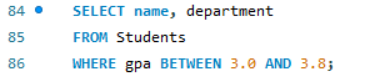 84 SELECT name, department
85 FROM Students
86 WHERE gpa BETWEEN 3.0 AND 3.8;